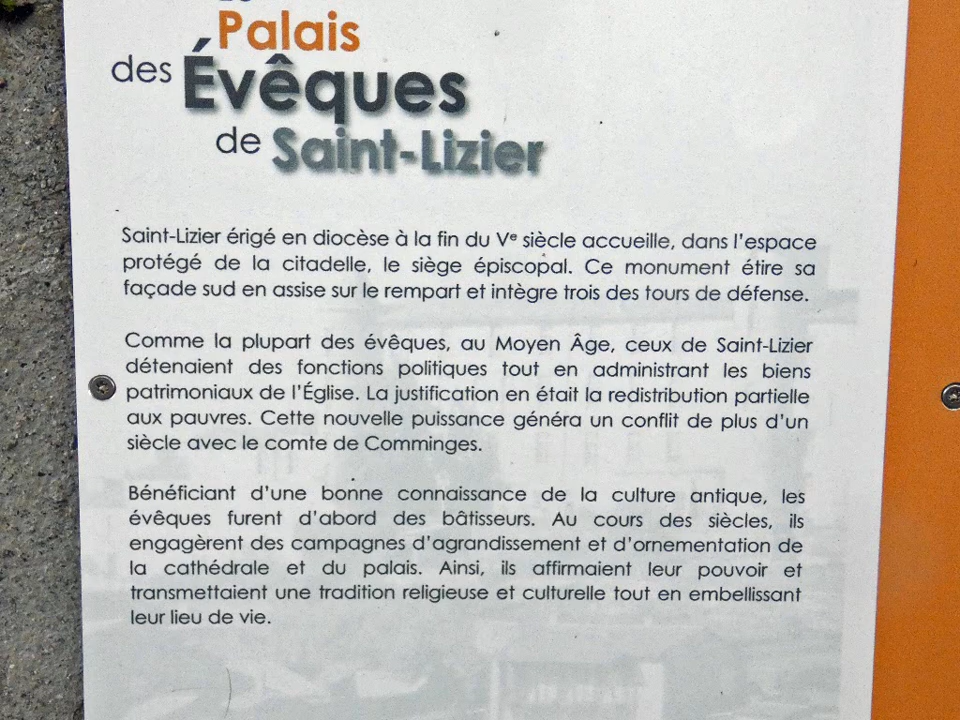 Palais
des Évêques
de Saint-Lizier
Saint-Lizier érigé en diocèse à la fin du Vᵉ siècle accueille, dans l'espace
protégé de la citadelle, le siège épiscopal. Ce monument étire sa
façade sud en assise sur le rempart et intègre trois des tours de défense.
Comme la plupart des évêques, au Moyen Âge, ceux de Saint-Lizier
détenaient des fonctions politiques tout en administrant les biens
patrimoniaux de l'Église. La justification en était la redistribution partielle
aux pauvres. Cette nouvelle puissance généra un conflit de plus d'un
siècle avec le comte de Comminges.
Bénéficiant d'une bonne connaissance de la culture antique, les
évêques furent d'abord des bâtisseurs. Au cours des siècles, ils
engagèrent des campagnes d'agrandissement et d'ornementation de
la cathédrale et du palais. Ainsi, ils affirmaient leur pouvoir et
transmettaient une tradition religieuse et culturelle tout en embellissant
leur lieu de vie.